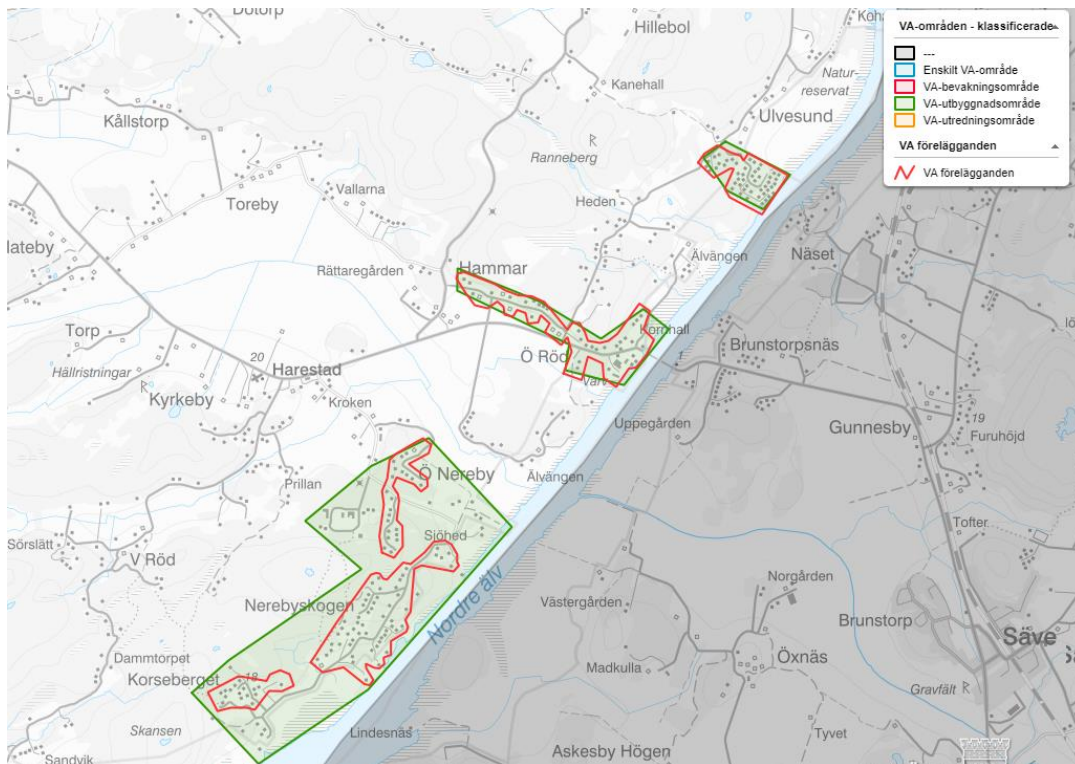 Dotorp
Hillebol
Kanehall
Natur-
reservat
Kållstorp
Ulvesund
Ranneberg
R
Vallarna
Heden
Toreby
lateby
Hammar
Rättaregården
Älvängen
Näset
Torp
Kornhall
Ö Röd
Varv
1
Brunstorpsnäs
20
Hällristningar
Harestad
R
Kyrkeby
Kroken
Uppegården
Gunnesby
19
Furuhöjd
Ö Nereby
Älvängen
Prillan
Sörslätt
Sjöhed
Tofter
V Röd
Nordre älv
Norgården
Nerebyskogen
Västergården
Brunstorp
Säve
Dammtorpet
Korseberget
18
Madkulla
Öxnäs
Gravfält R
Skansen
Lindesnäs
Tyvet
Sandvik
Askesby Högen
VA-områden - klassificerade
---
Enskilt VA-område
VA-bevakningsområde
VA-utbyggnadsområde
VA-utredningsområde
VA förelägganden
VA förelägganden